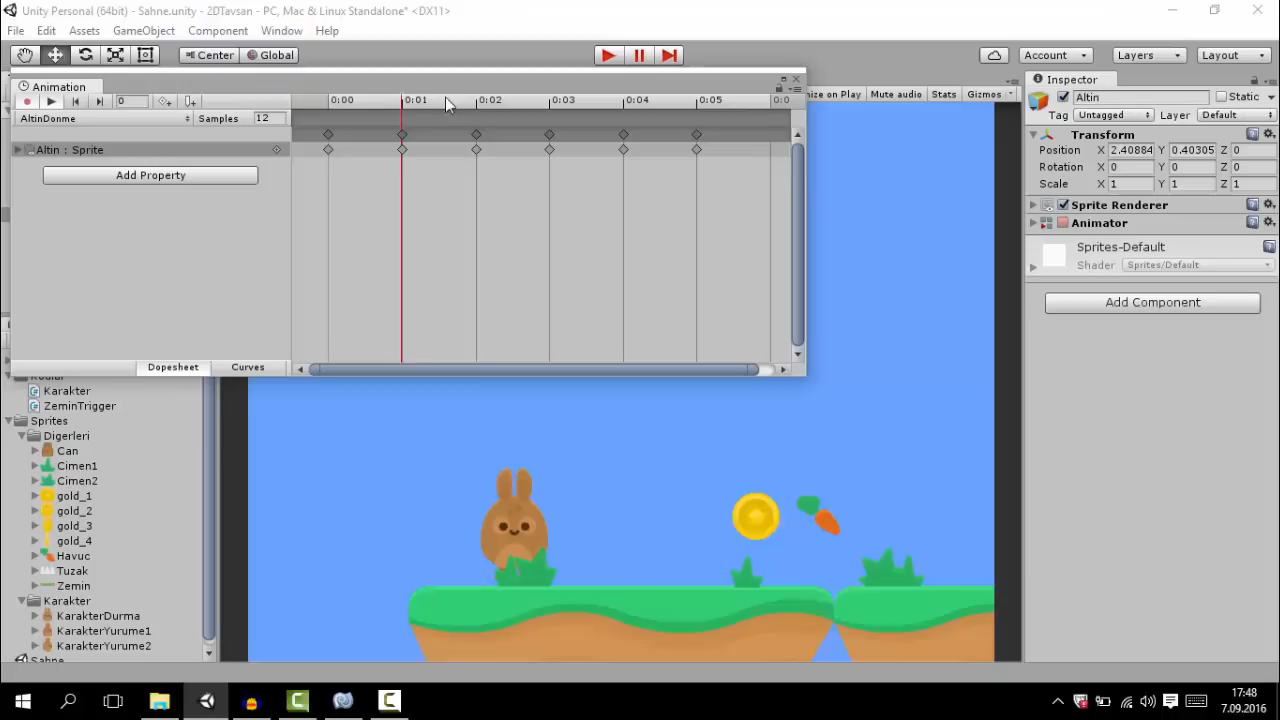 Unity Personal (64bit) - Sahne.unity - 2DTavsan - PC, Mac & Linux Standalone* <DX11>
File Edit Assets GameObject Component Window Help
Center Global Account Layers Layout
Animation
0 0:00 0:01 0:02 0:03 0:04 0:05 0:0
AltinDonme Samples 12
Altin : Sprite
Add Property
Dopesheet Curves
ize on Play Mute audio Stats Gizmos
Inspector
Altin Static
Tag Untagged Layer Default
Transform
Position X 2.40884 Y 0.40305 Z 0
Rotation X 0 Y 0 Z 0
Scale X 1 Y 1 Z 1
Sprite Renderer
Animator
Sprites-Default
Shader Sprites/Default
Add Component
Karakter
ZeminTrigger
Sprites
Digerleri
Can
Cimen1
Cimen2
gold_1
gold_2
gold_3
gold_4
Havuc
Tuzak
Zemin
Karakter
KarakterDurma
KarakterYurume1
KarakterYurume2
Sahne
17:48
7.09.2016